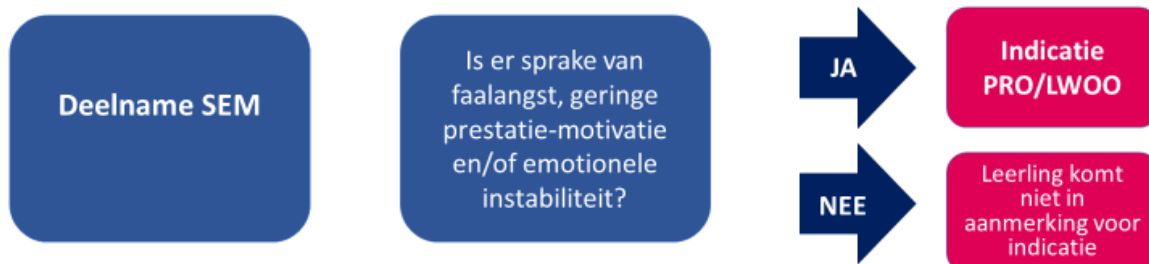 Deelname SEM
Is er sprake van
faalangst, geringe
prestatie-motivatie
en/of emotionele
instabiliteit?
JA
Indicatie
PRO/LWOO
NEE
Leerling komt
niet in
aanmerking voor
indicatie